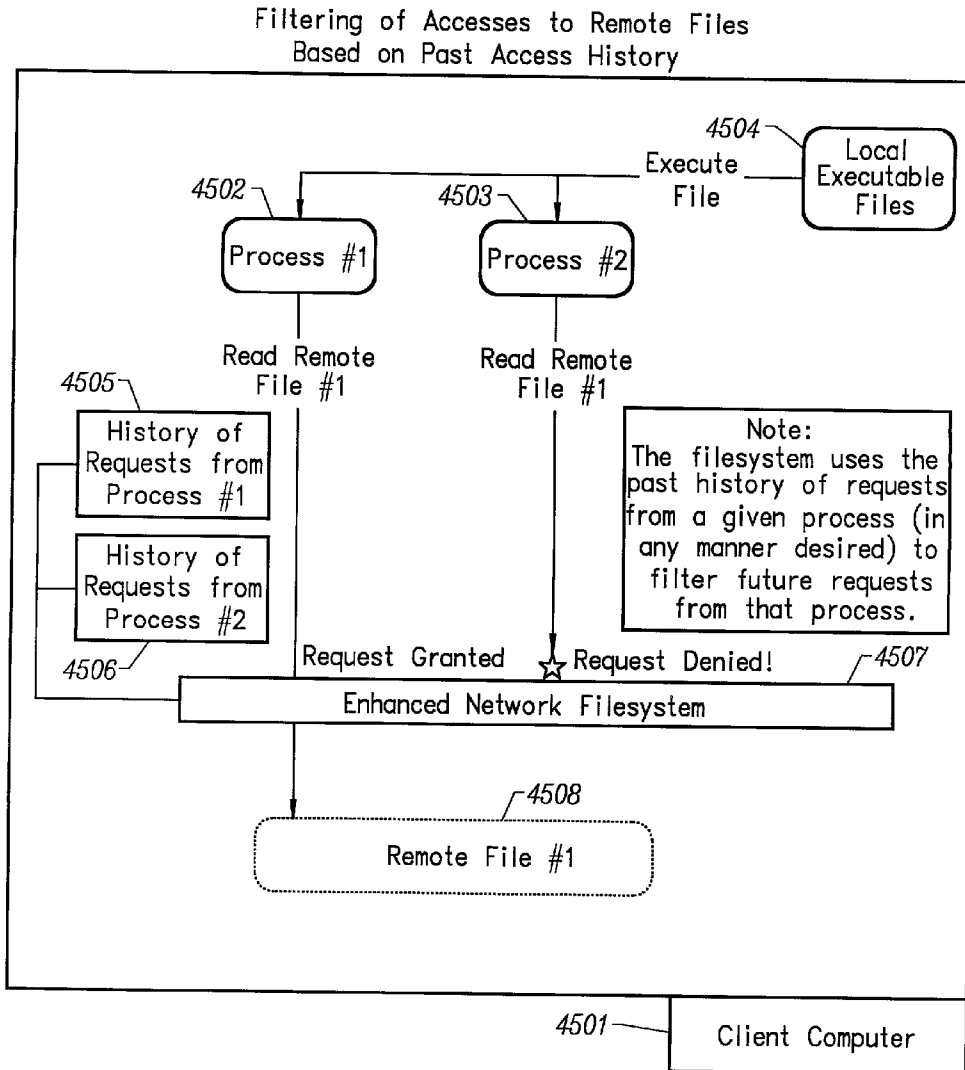 Filtering of Accesses to Remote Files
Based on Past Access History
4504
Local
Executable
Files
Execute
File
4502
4503
Process #1
Process #2
Read Remote
File #1
Read Remote
File #1
4505
History of
Requests from
Process #1
History of
Requests from
Process #2
4506
Note:
The filesystem uses the
past history of requests
from a given process (in
any manner desired) to
filter future requests
from that process.
Request Granted
Request Denied!
4507
Enhanced Network Filesystem
4508
Remote File #1
4501
Client Computer